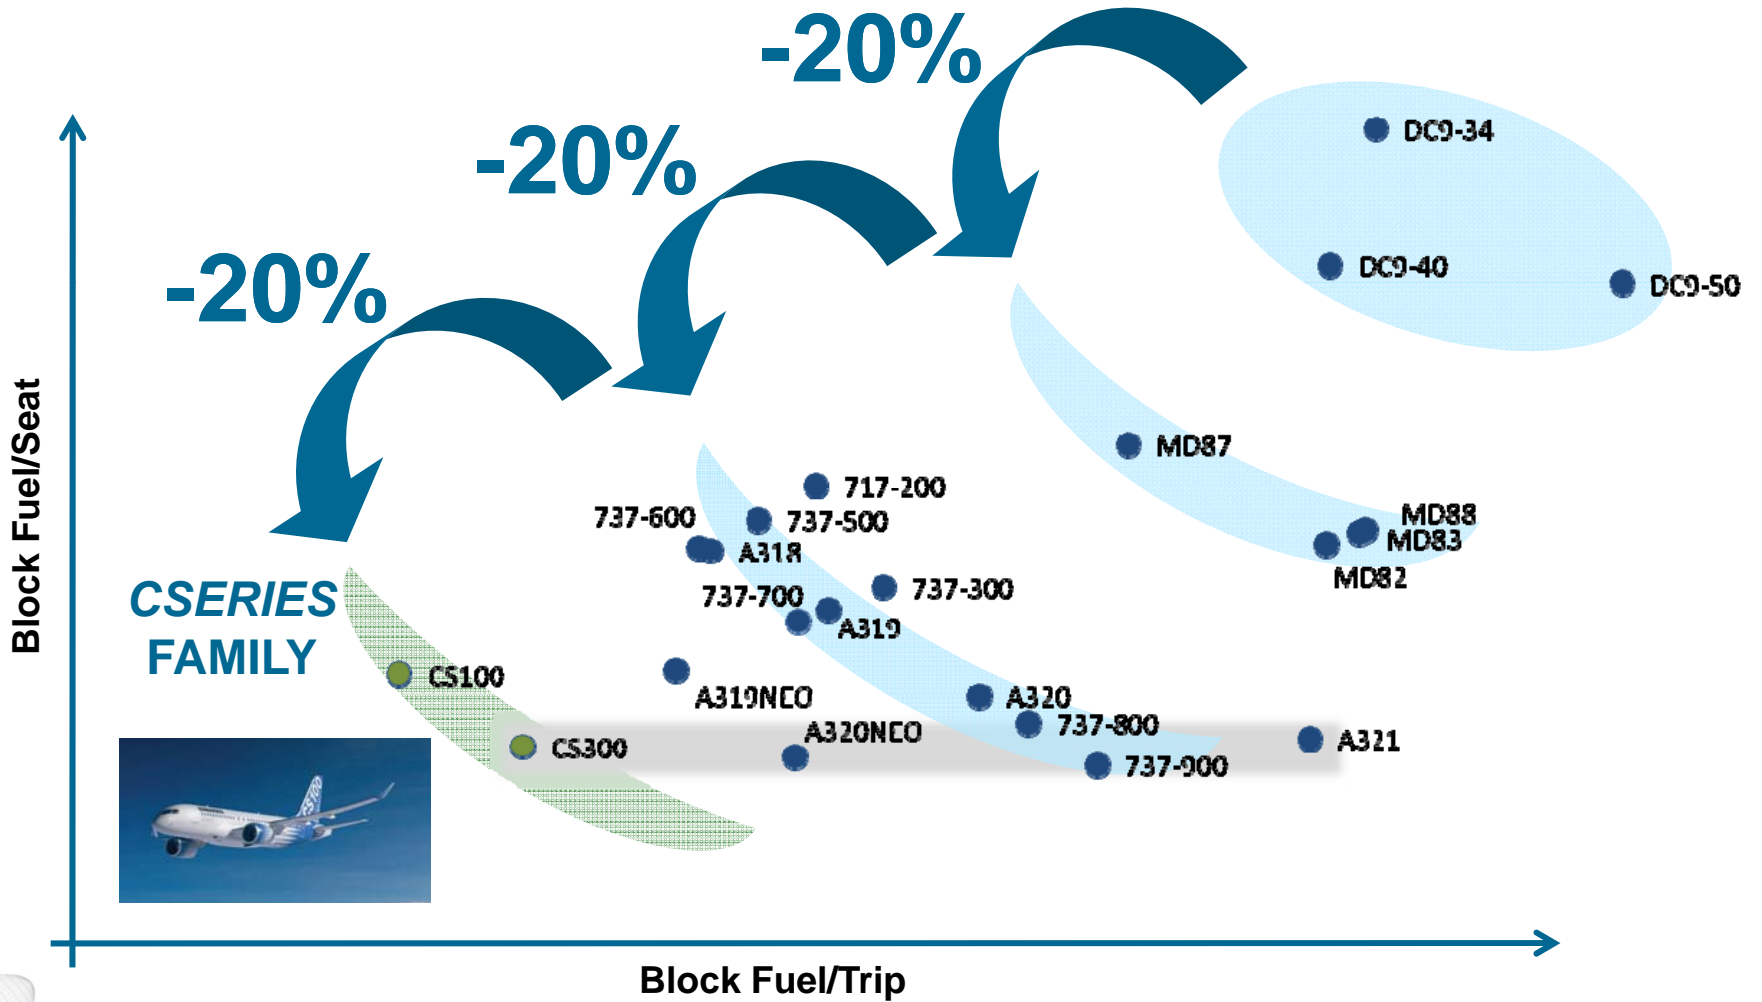 -20%
DC9-34
-20%
DC9-40
DC9-50
-20%
MD87
717-200
737-600
737-500
MD88
A318
MD83
MD82
737-300
CSERIES
737-700
A319
FAMILY
CS100
A319NEO
A320
A320NEO
737-800
CS300
A321
737-900
CS100
Block Fuel/Seat
Block Fuel/Trip